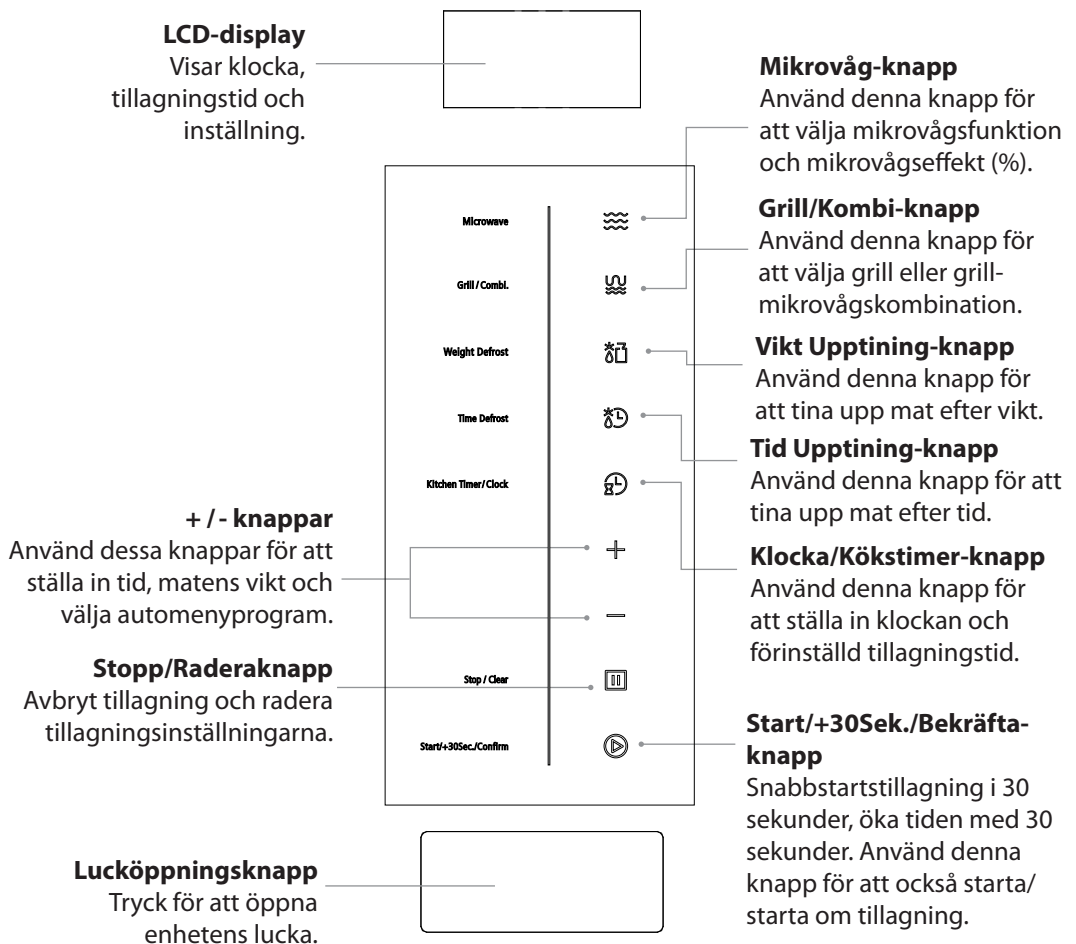 LCD-display
Visar klocka,
tillagningstid och
inställning.
Mikrovåg-knapp
Använd denna knapp för
att välja mikrovågsfunktion
och mikrovågseffekt (%).
Microwave
Grill/Kombi-knapp
Använd denna knapp för
att välja grill eller grill-
mikrovågskombination.
Grill / Combi.
Vikt Upptining-knapp
Använd denna knapp för
att tina upp mat efter vikt.
Weight Defrost
Tid Upptining-knapp
Använd denna knapp för att
tina upp mat efter tid.
Time Defrost
Kitchen Timer/Clock
Klocka/Kökstimer-knapp
Använd denna knapp för
att ställa in klockan och
förinställd tillagningstid.
+ / - knappar
Använd dessa knappar för att
ställa in tid, matens vikt och
välja automenyprogram.
Stopp/Raderaknapp
Avbryt tillagning och radera
tillagningsinställningarna.
Stop / Clear
Start/+30Sec./Confirm
Start/+30Sek./Bekräfta-
knapp
Snabbstartstillagning i 30
sekunder, öka tiden med 30
sekunder. Använd denna
knapp för att också starta/
starta om tillagning.
Lucköppningsknapp
Tryck för att öppna
enhetens lucka.